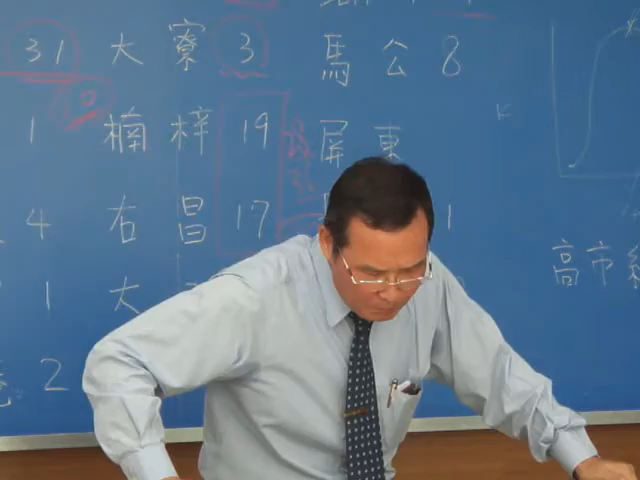 31 大寮 3 馬公 8
1 楠梓 19 屏東
4 右昌 17 1
1 大
2
高市